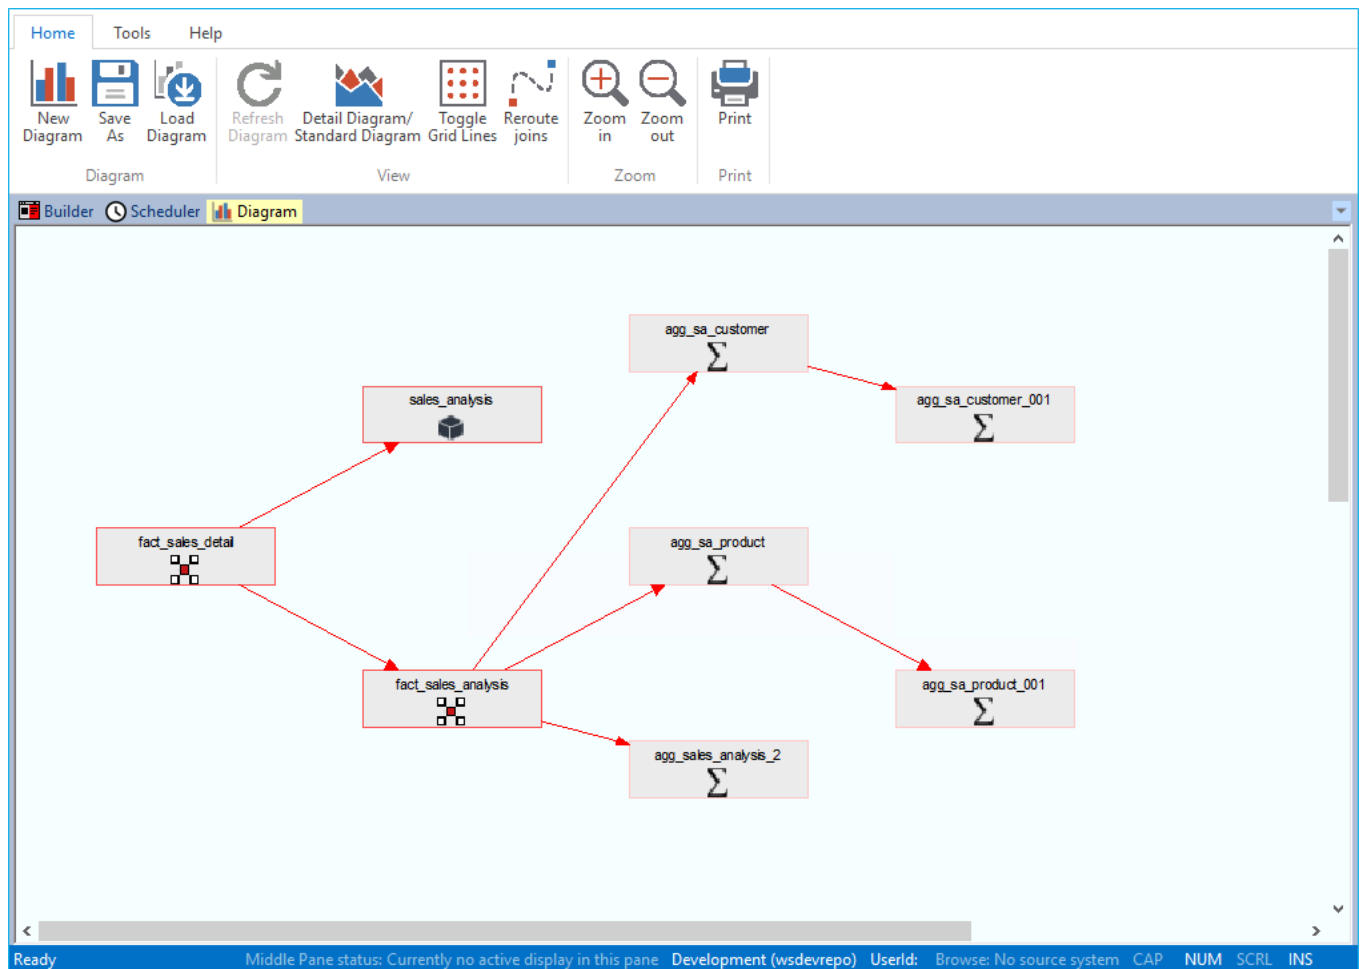 Home Tools Help
New Diagram
Save As
Load Diagram
Refresh Diagram
Detail Diagram/ Standard Diagram
Toggle Grid Lines
Reroute joins
Zoom in
Zoom out
Print
Diagram View Zoom Print
Builder Scheduler Diagram
agg_sa_customer
sales_analysis
agg_sa_customer_001
fact_sales_detail
agg_sa_product
fact_sales_analysis
agg_sa_product_001
agg_sales_analysis_2
Ready Middle Pane status: Currently no active display in this pane Development (wsdevrepo) UserId: Browse: No source system CAP NUM SCRL INS